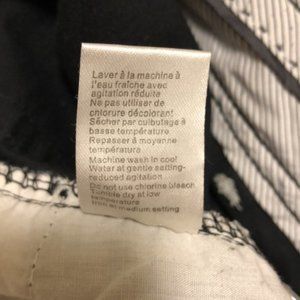 Laver à la machine à
l'eau fraîche avec
agitation réduite
Ne pas utiliser de
chlorure décolorant
Sécher par culbutage à
basse température
Repasser à moyenne
température
Machine wash in cool
Water at gentle setting-
reduced agitation
Do not use chlorine bleach
Tumble dry at low
temperature
Iron at medium setting